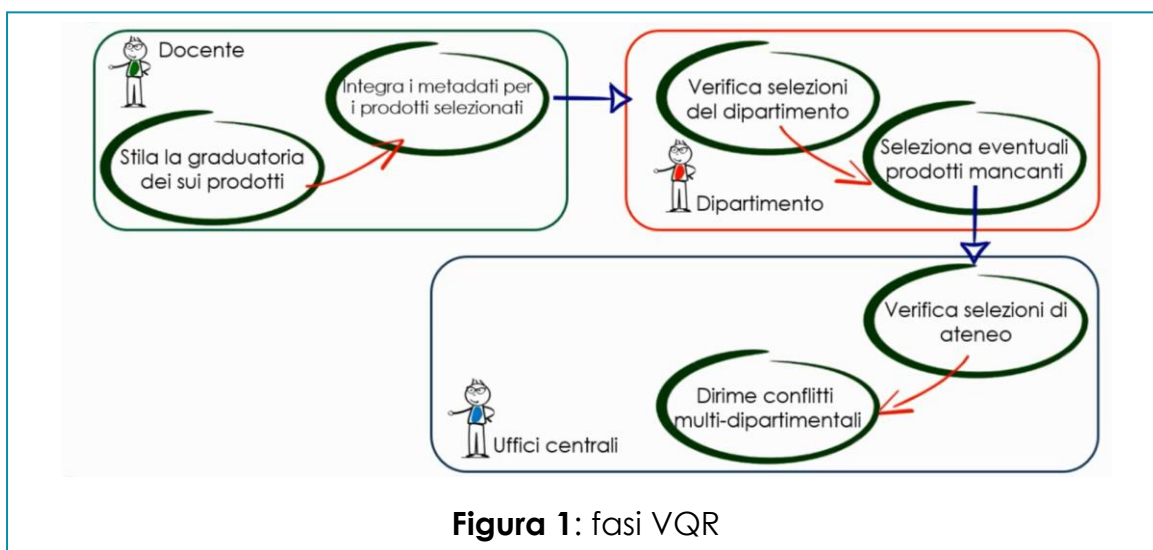 Docente
Stila la graduatoria
dei sui prodotti
Integra i metadati per
i prodotti selezionati
Verifica selezioni
del dipartimento
Seleziona eventuali
prodotti mancanti
Dipartimento
Verifica selezioni di
ateneo
Dirime conflitti
multi-dipartimentali
Uffici centrali
Figura 1: fasi VQR